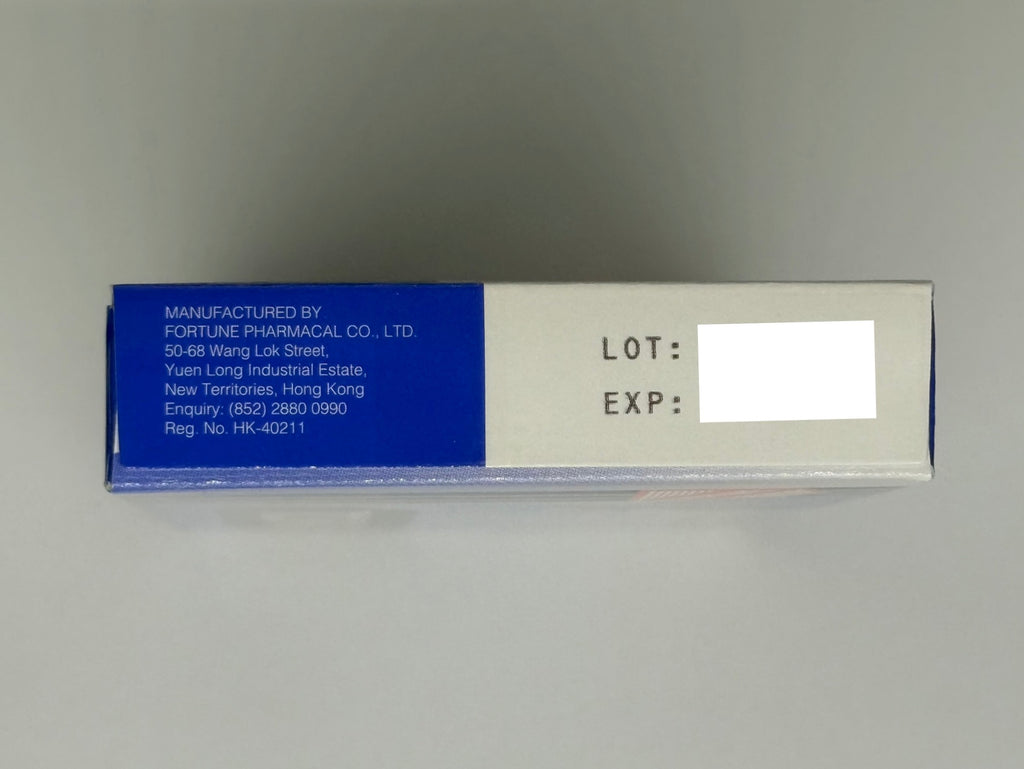 MANUFACTURED BY
FORTUNE PHARMACAL CO., LTD.
50-68 Wang Lok Street,
Yuen Long Industrial Estate,
New Territories, Hong Kong
Enquiry: (852) 2880 0990
Reg. No. HK-40211
LOT:
EXP: